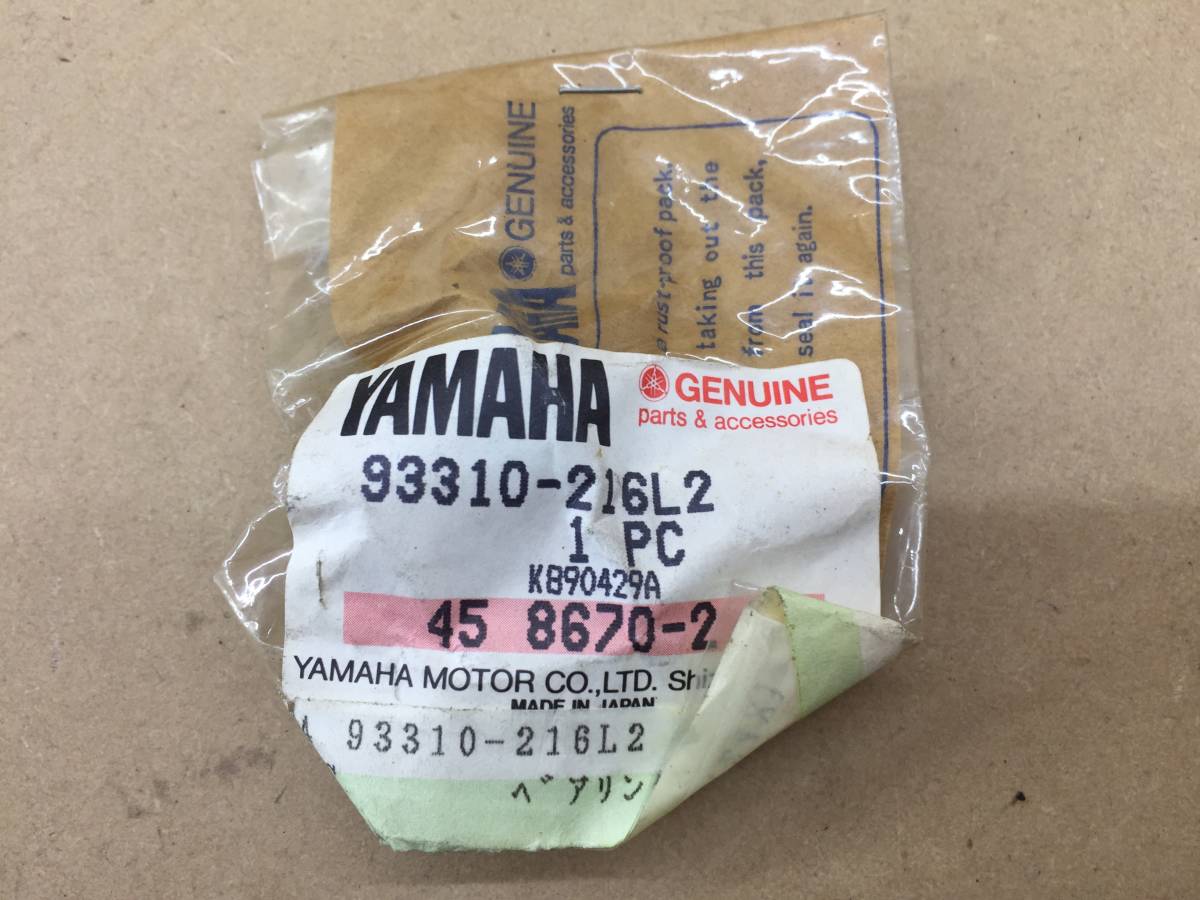 GENUINE
parts & accessories
rust-proof pack.
taking out the
from this pack,
seal it again.
YAMAHA
GENUINE
parts & accessories
93310-216L2
1 PC
K890429A
45 8670-2
YAMAHA MOTOR CO.,LTD.
MADE IN JAPAN
93310-216L2
ベアリン